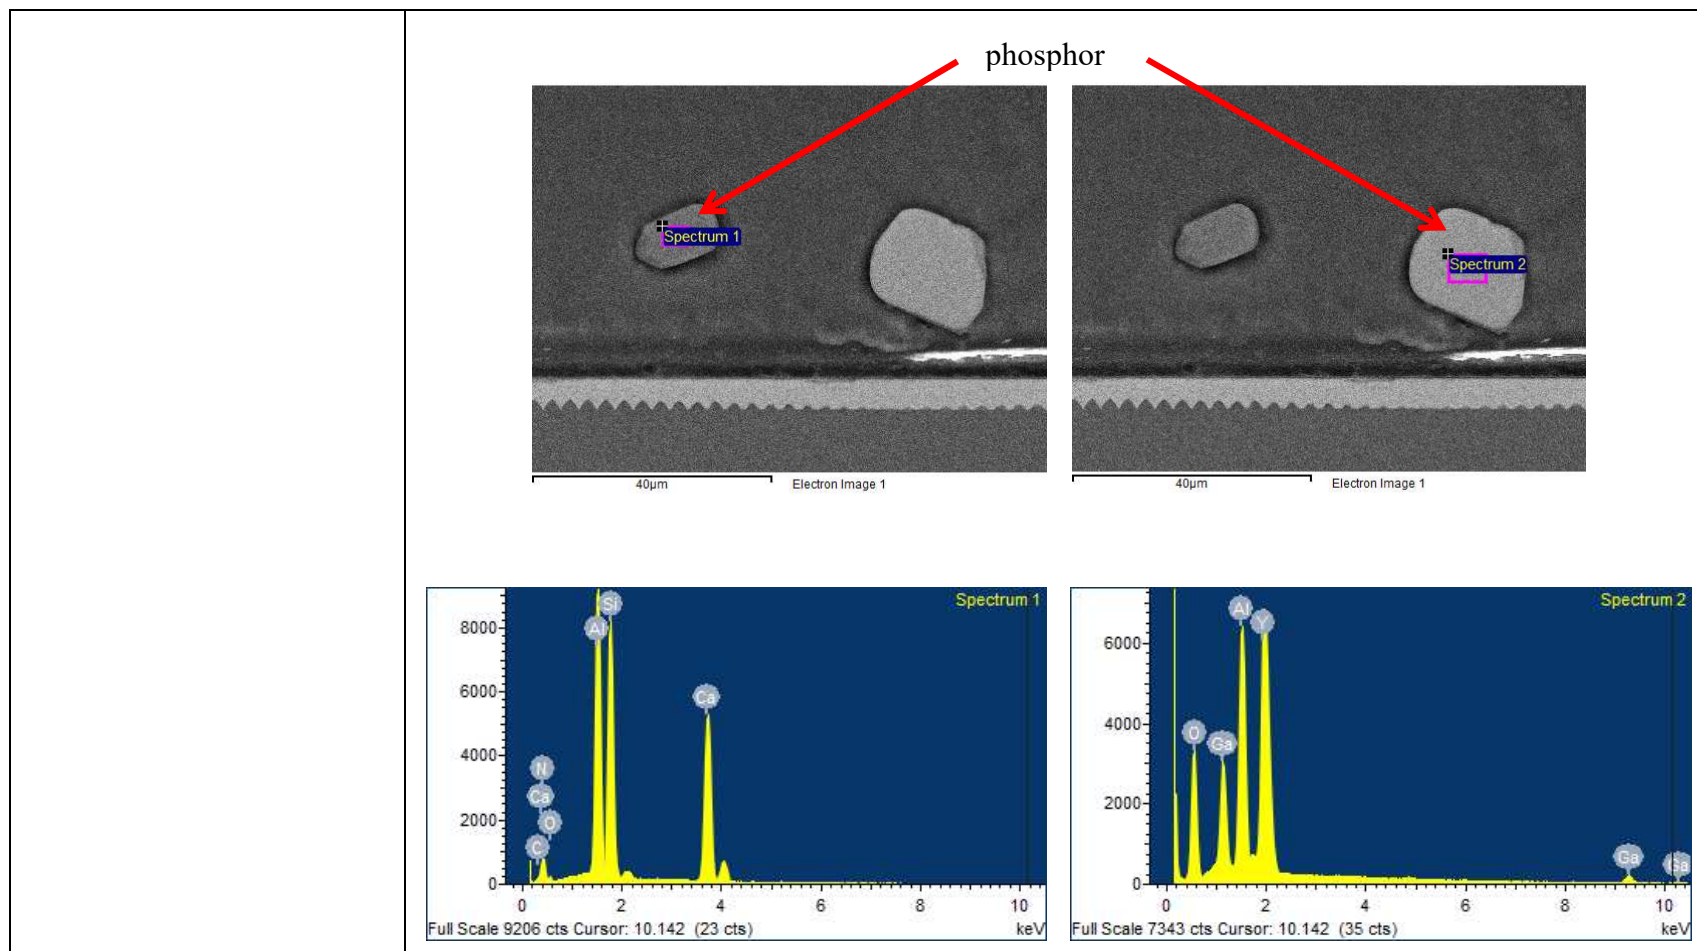 phosphor
Spectrum 1
Spectrum 2
40µm Electron Image 1
40µm Electron Image 1
Spectrum 1
8000
6000
4000
2000
0
Al
Si
Ca
N
Ca
O
C
0 2 4 6 8 10
Full Scale 9206 cts Cursor: 10.142 (23 cts) keV
Spectrum 2
6000
4000
2000
0
O
Ga
Al
Y
Ga
Ga
0 2 4 6 8 10
Full Scale 7343 cts Cursor: 10.142 (35 cts) keV